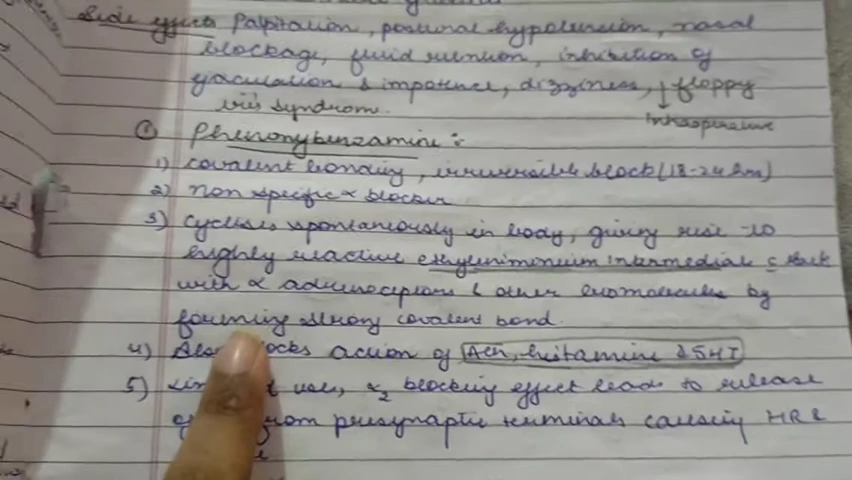 Side effects Palpitation, postural hypotension, nasal
blockage, fluid retention, inhibition of
ejaculation & impotence, dizziness, floppy
iris syndrom.
Intraoperative
① Phenoxybenzamine :
1) covalent bonding, irreversible block (18-24 hrs)
2) non specific α blocker
3) cyclises spontaneously in body, giving rise to
highly reactive ethyleniminium intermediate c̄
with α adrenoceptors & other biomolecules by
forming strong covalent bond.
4) Also action of Ach, histamine & 5HT
5) use, α2 blocking effect leads to release
from presynaptic terminals causing HR &